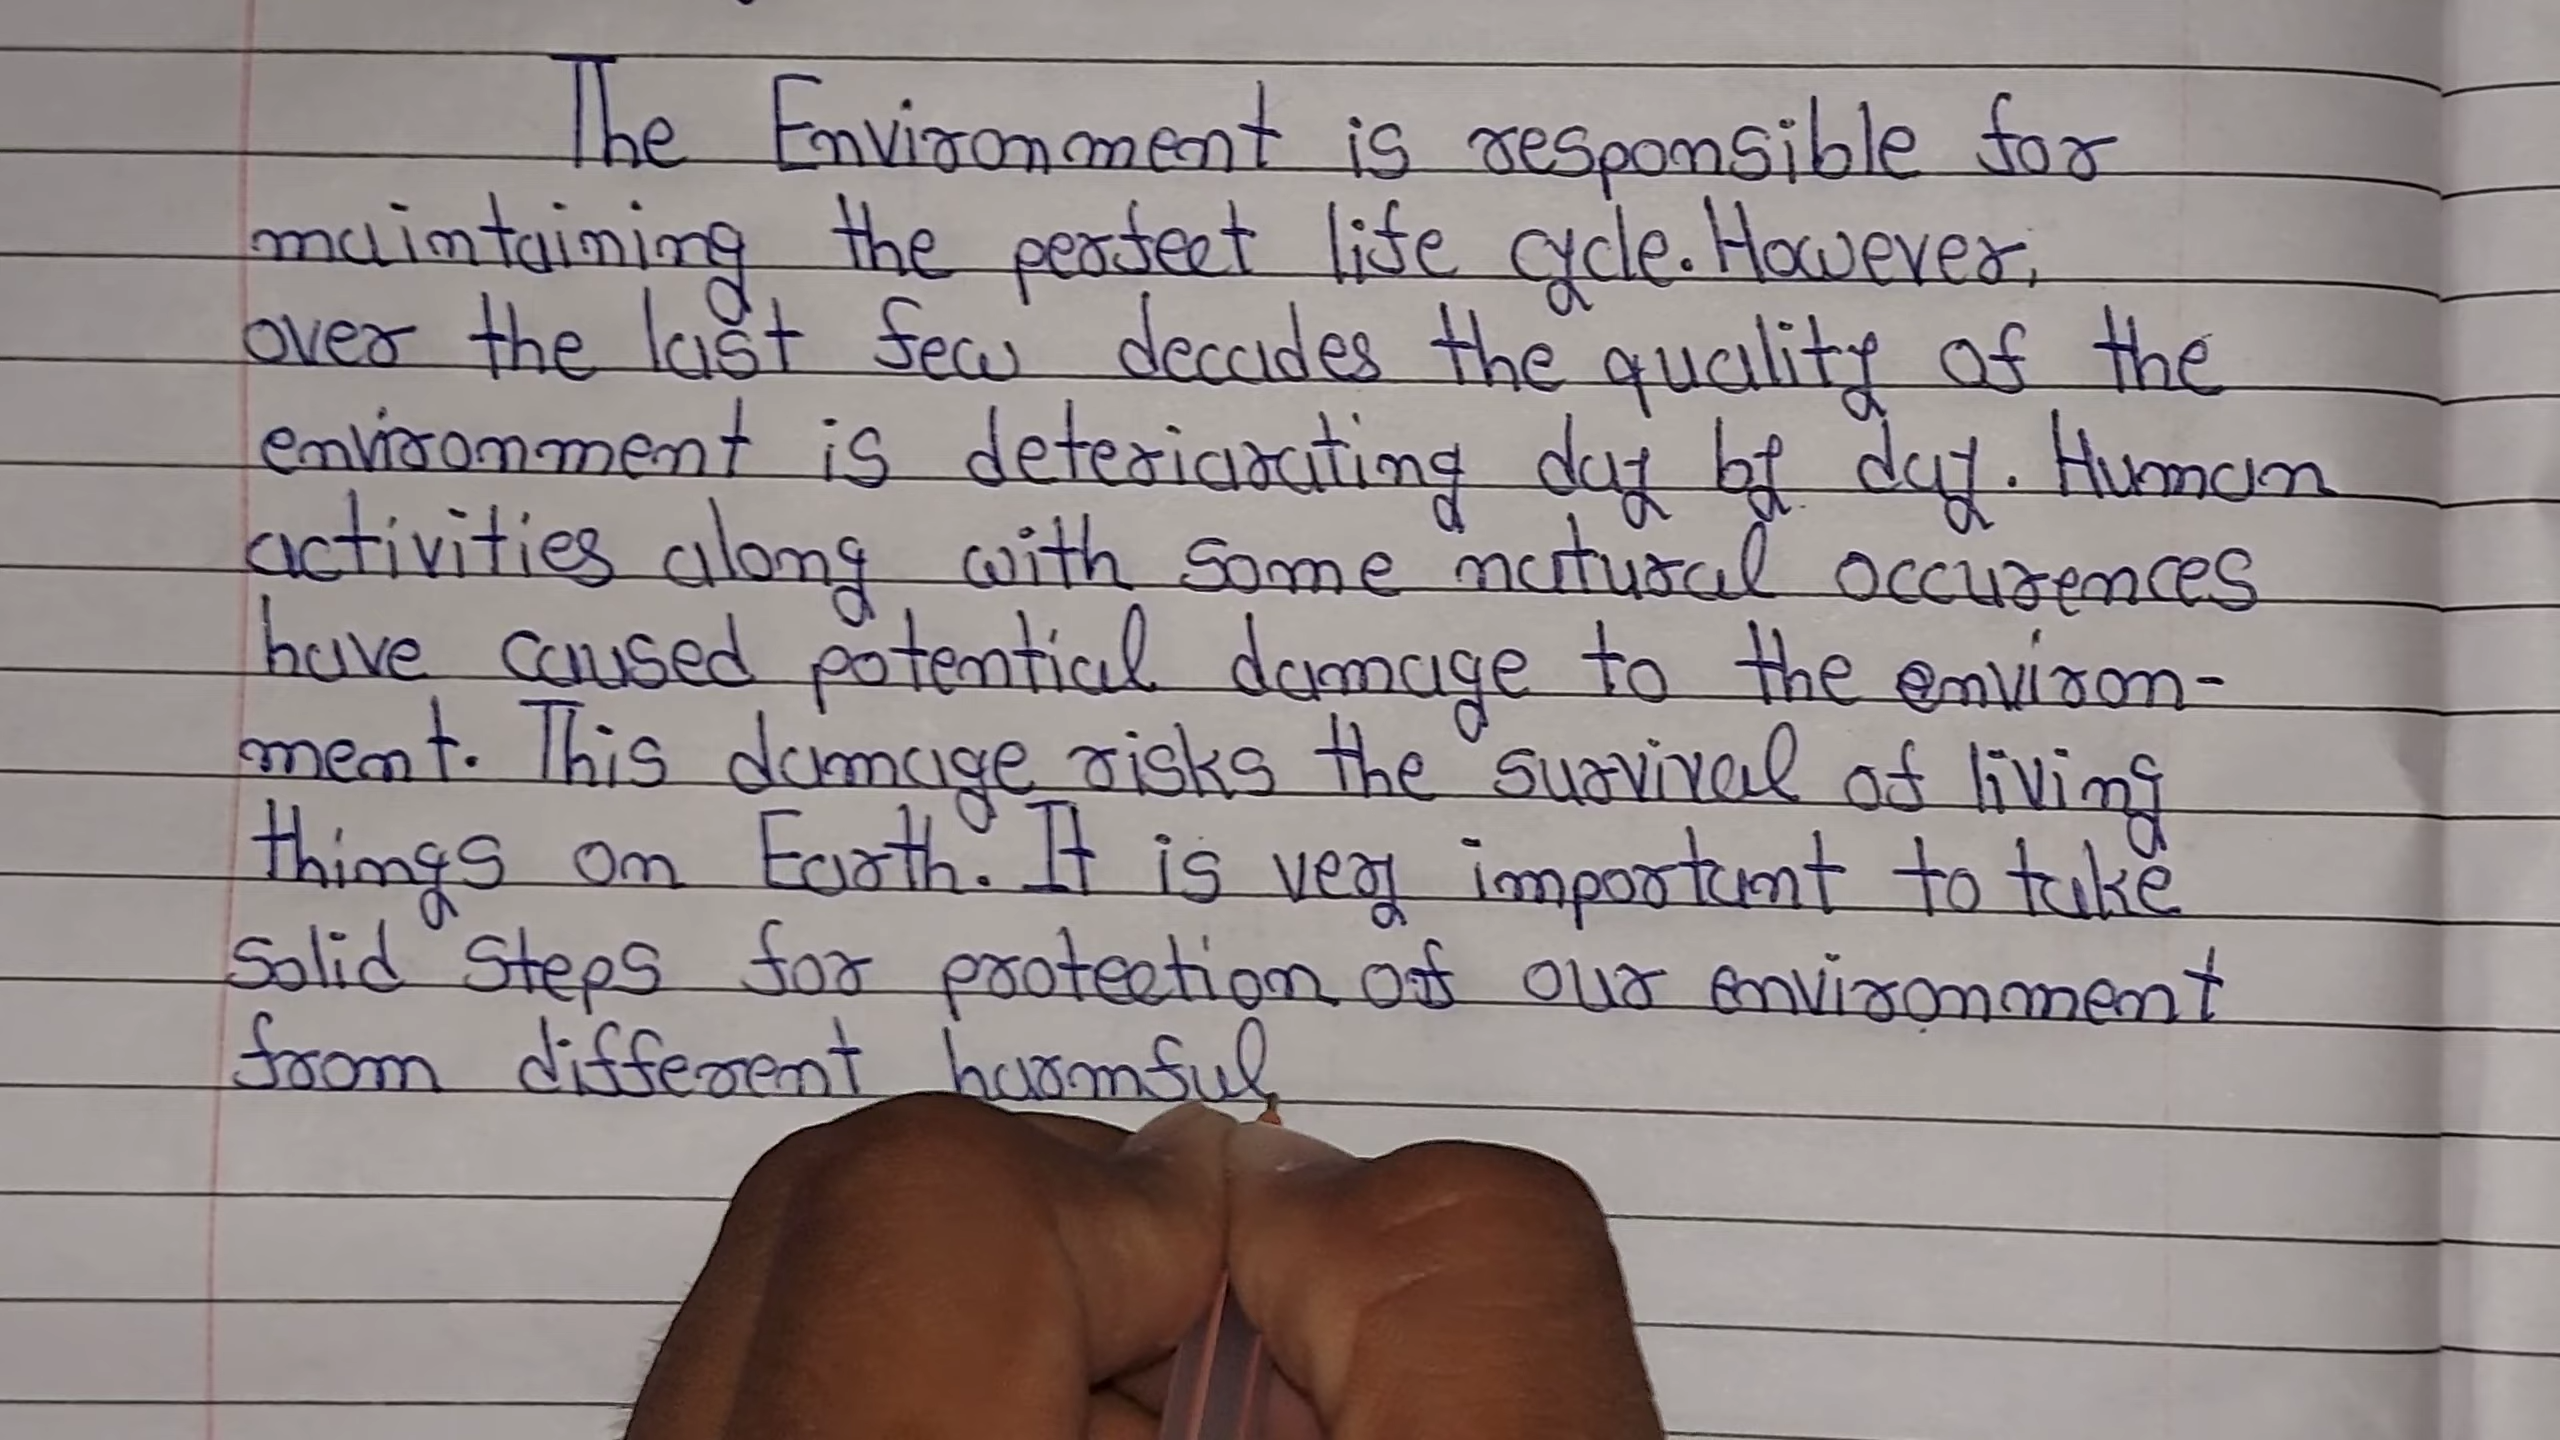 The Environment is responsible for
maintaining the perfect life cycle. However,
over the last few decades the quality of the
environment is deteriarating day by day. Human
activities along with some natural occurences
have caused potential damage to the environ-
ment. This damage risks the survival of living
things on Earth. It is very important to take
Solid Steps for protection of our environment
from different harmful